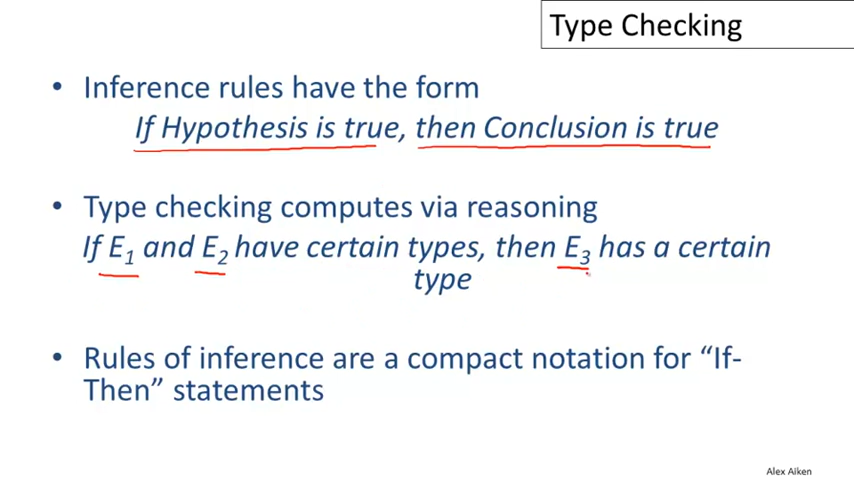 Type Checking
• Inference rules have the form
If Hypothesis is true, then Conclusion is true
• Type checking computes via reasoning
If E1 and E2 have certain types, then E3 has a certain
type
• Rules of inference are a compact notation for “If-
Then” statements
Alex Aiken